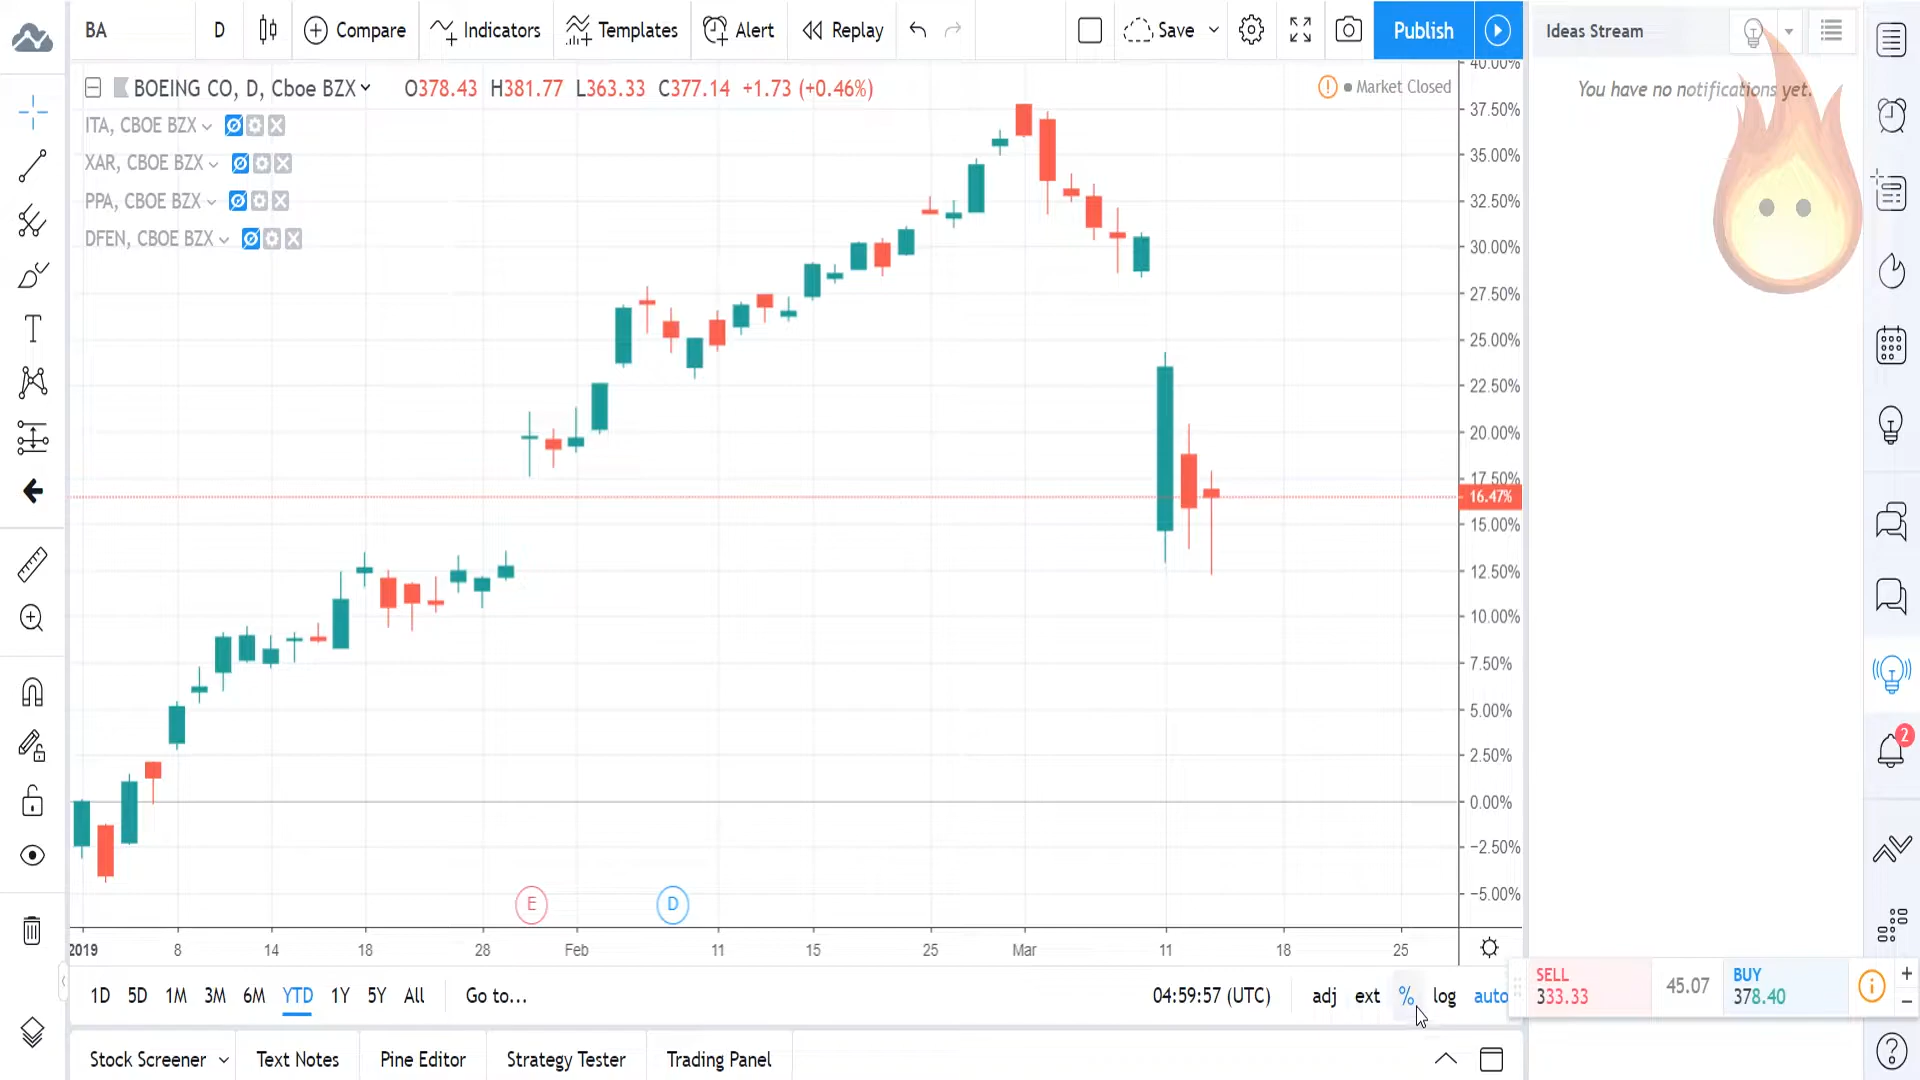 BA D Compare Indicators Templates Alert Replay Save Publish Ideas Stream
BOEING CO, D, Cboe BZX O378.43 H381.77 L363.33 C377.14 +1.73 (+0.46%) Market Closed
You have no notifications yet.
ITA, CBOE BZX
XAR, CBOE BZX
PPA, CBOE BZX
DFEN, CBOE BZX
40.00%
37.50%
35.00%
32.50%
30.00%
27.50%
25.00%
22.50%
20.00%
17.50%
16.47%
15.00%
12.50%
10.00%
7.50%
5.00%
2.50%
0.00%
−2.50%
−5.00%
2
E D
2019 8 14 18 28 Feb 11 15 25 Mar 11 18 25
1D 5D 1M 3M 6M YTD 1Y 5Y All Go to... 04:59:57 (UTC) adj ext % log auto
SELL
333.33
45.07
BUY
378.40
Stock Screener Text Notes Pine Editor Strategy Tester Trading Panel